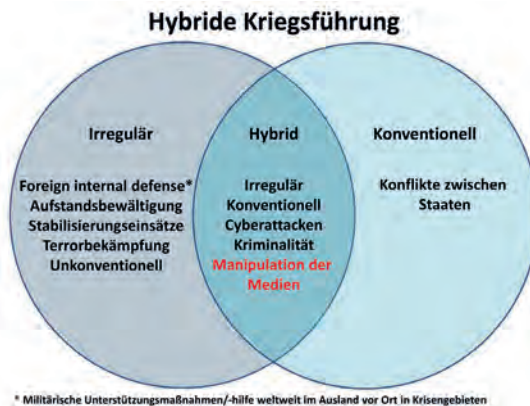 Hybride Kriegsführung
Irregulär
Foreign internal defense*
Aufstandsbewältigung
Stabilisierungseinsätze
Terrorbekämpfung
Unkonventionell
Hybrid
Irregulär
Konventionell
Cyberattacken
Kriminalität
Manipulation der
Medien
Konventionell
Konflikte zwischen
Staaten
* Militärische Unterstützungsmaßnahmen/-hilfe weltweit im Ausland vor Ort in Krisengebieten